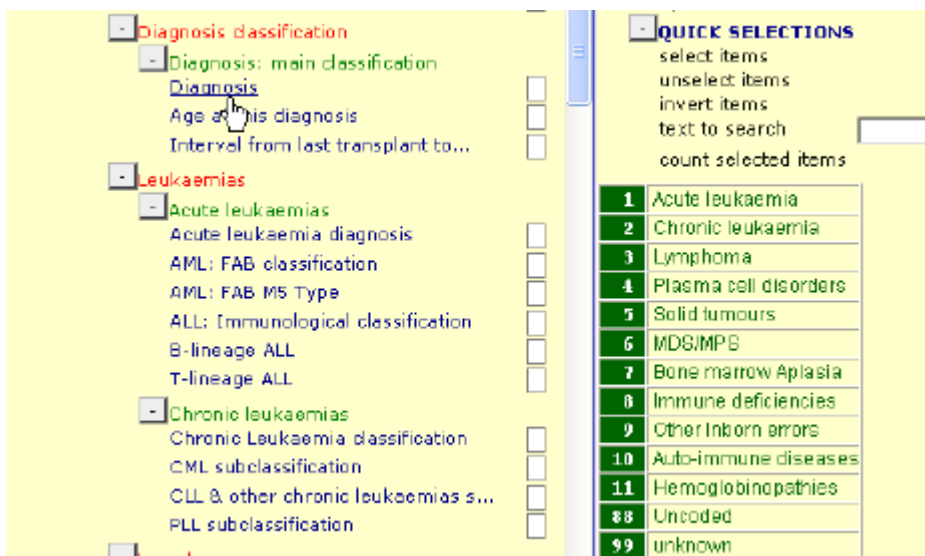 Diagnosis classification
Diagnosis: main classification
Diagnosis
Age at this diagnosis
Interval from last transplant to...
Leukaemias
Acute leukaemias
Acute leukaemia diagnosis
AML: FAB classification
AML: FAB M5 Type
ALL: Immunological classification
B-lineage ALL
T-lineage ALL
Chronic leukaemias
Chronic Leukaemia classification
CML subclassification
CLL & other chronic leukaemias s...
PLL subclassification
QUICK SELECTIONS
select items
unselect items
invert items
text to search
count selected items
1 Acute leukaemia
2 Chronic leukaemia
3 Lymphoma
4 Plasma cell disorders
5 Solid tumours
6 MDS/MPS
7 Bone marrow Aplasia
8 Immune deficiencies
9 Other Inborn errors
10 Auto-immune diseases
11 Hemoglobinopathies
88 Uncoded
99 unknown